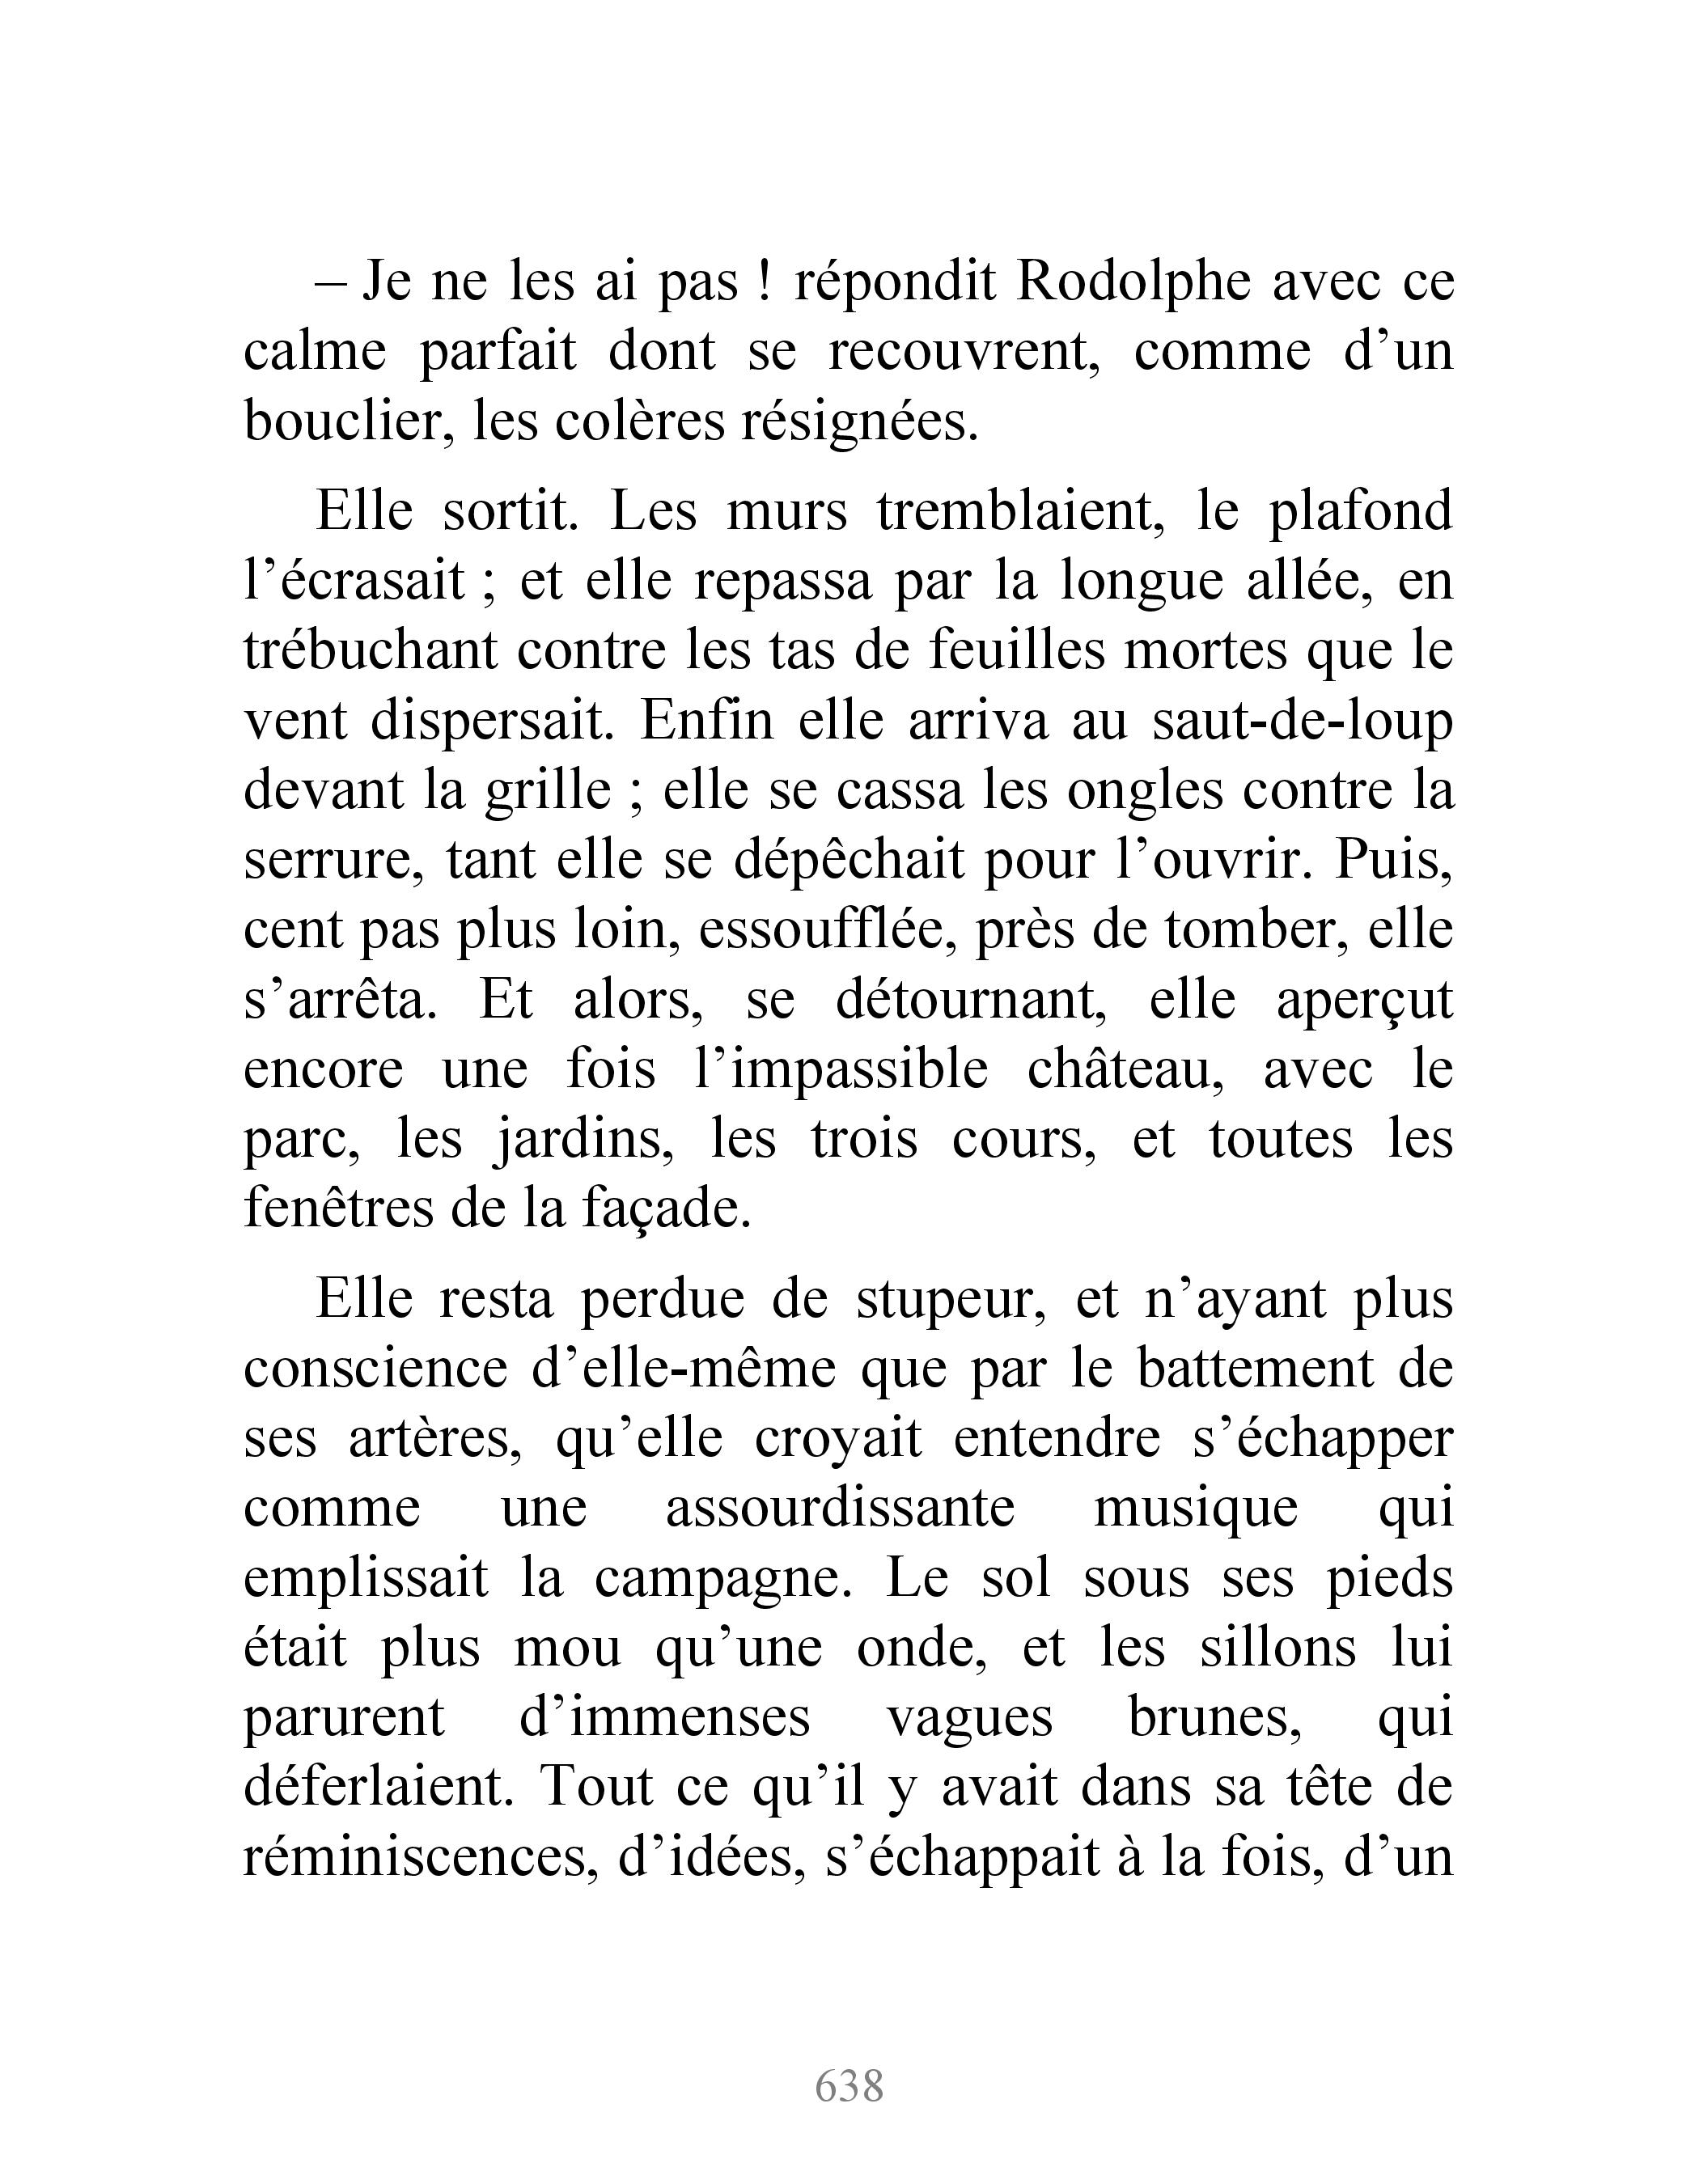 – Je ne les ai pas ! répondit Rodolphe avec ce
calme parfait dont se recouvrent, comme d’un
bouclier, les colères résignées.
Elle sortit. Les murs tremblaient, le plafond
l’écrasait ; et elle repassa par la longue allée, en
trébuchant contre les tas de feuilles mortes que le
vent dispersait. Enfin elle arriva au saut-de-loup
devant la grille ; elle se cassa les ongles contre la
serrure, tant elle se dépêchait pour l’ouvrir. Puis,
cent pas plus loin, essoufflée, près de tomber, elle
s’arrêta. Et alors, se détournant, elle aperçut
encore une fois l’impassible château, avec le
parc, les jardins, les trois cours, et toutes les
fenêtres de la façade.
Elle resta perdue de stupeur, et n’ayant plus
conscience d’elle-même que par le battement de
ses artères, qu’elle croyait entendre s’échapper
comme une assourdissante musique qui
emplissait la campagne. Le sol sous ses pieds
était plus mou qu’une onde, et les sillons lui
parurent d’immenses vagues brunes, qui
déferlaient. Tout ce qu’il y avait dans sa tête de
réminiscences, d’idées, s’échappait à la fois, d’un
638